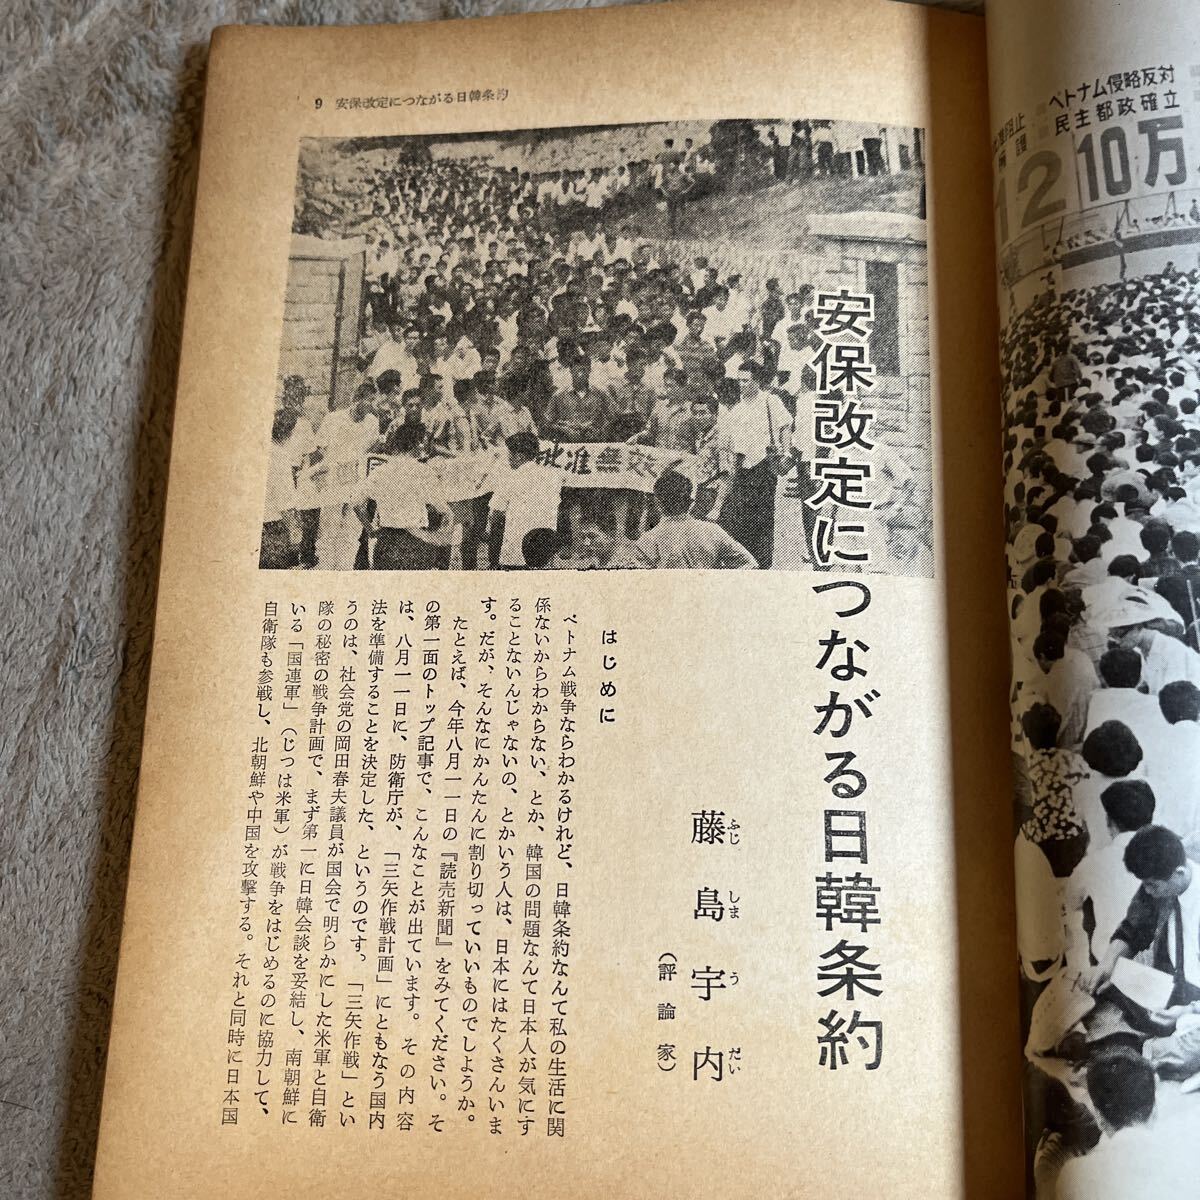 9　安保改定につながる日韓条約
安保改定につながる日韓条約
藤島宇内
ふじ しま う だい
（評論家）
はじめに
ベトナム戦争ならわかるけれど、日韓条約なんて私の生活に関
係ないからわからない、とか、韓国の問題なんて日本人が気にす
ることないんじゃないの、とかいう人は、日本にはたくさんいま
す。だが、そんなにかんたんに割り切っていいものでしようか。
たとえば、今年八月一一日の『読売新聞』をみてください。そ
の第一面のトップ記事で、こんなことが出ています。その内容
は、八月一一日に、防衛庁が、「三矢作戦計画」にともなう国内
法を準備することを決定した、というのです。「三矢作戦」とい
うのは、社会党の岡田春夫議員が国会で明らかにした米軍と自衛
隊の秘密の戦争計画で、まず第一に日韓会談を妥結し、南朝鮮に
いる「国連軍」（じつは米軍）が戦争をはじめるのに協力して、
自衛隊も参戦し、北朝鮮や中国を攻撃する。それと同時に日本国
批准無効
ベトナム侵略反対
民主都政確立
阻止
12
10万